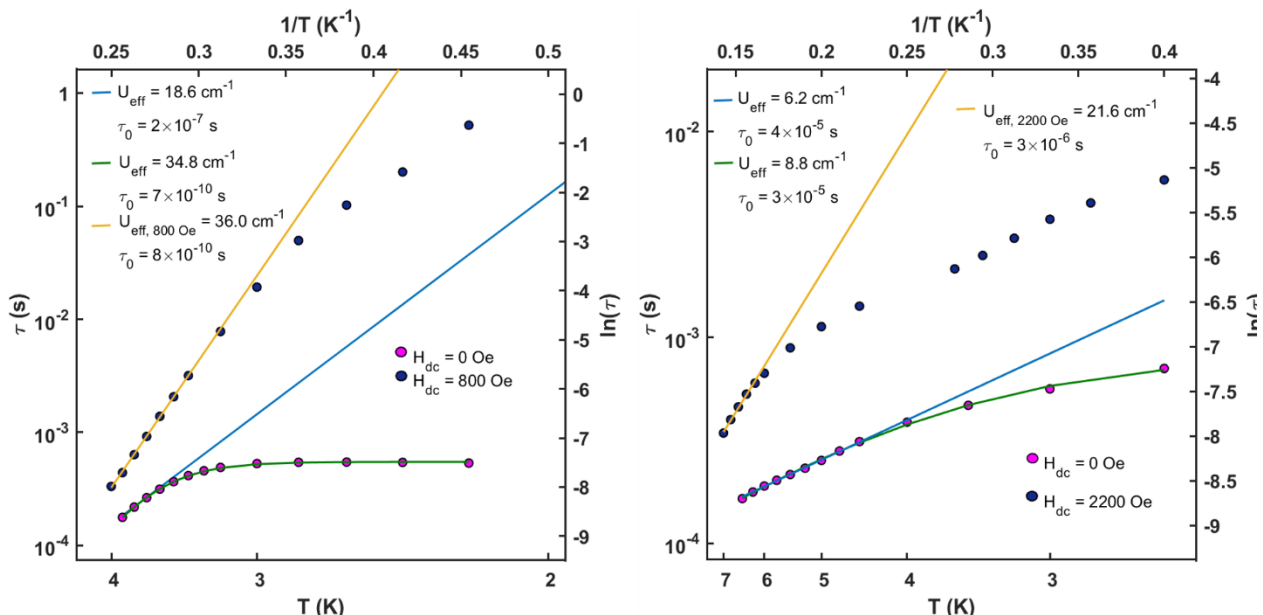 1/T (K⁻¹)
0.25 0.3 0.35 0.4 0.45 0.5
U_eff = 18.6 cm⁻¹
τ₀ = 2×10⁻⁷ s
U_eff = 34.8 cm⁻¹
τ₀ = 7×10⁻¹⁰ s
U_eff, 800 Oe = 36.0 cm⁻¹
τ₀ = 8×10⁻¹⁰ s
H_dc = 0 Oe
H_dc = 800 Oe
τ (s)
1
10⁻¹
10⁻²
10⁻³
10⁻⁴
ln(τ)
0
-1
-2
-3
-4
-5
-6
-7
-8
-9
4 3 2
T (K)
1/T (K⁻¹)
0.15 0.2 0.25 0.3 0.35 0.4
U_eff = 6.2 cm⁻¹
τ₀ = 4×10⁻⁵ s
U_eff = 8.8 cm⁻¹
τ₀ = 3×10⁻⁵ s
U_eff, 2200 Oe = 21.6 cm⁻¹
τ₀ = 3×10⁻⁶ s
H_dc = 0 Oe
H_dc = 2200 Oe
τ (s)
10⁻²
10⁻³
10⁻⁴
ln(τ)
-4
-4.5
-5
-5.5
-6
-6.5
-7
-7.5
-8
-8.5
-9
7 6 5 4 3
T (K)